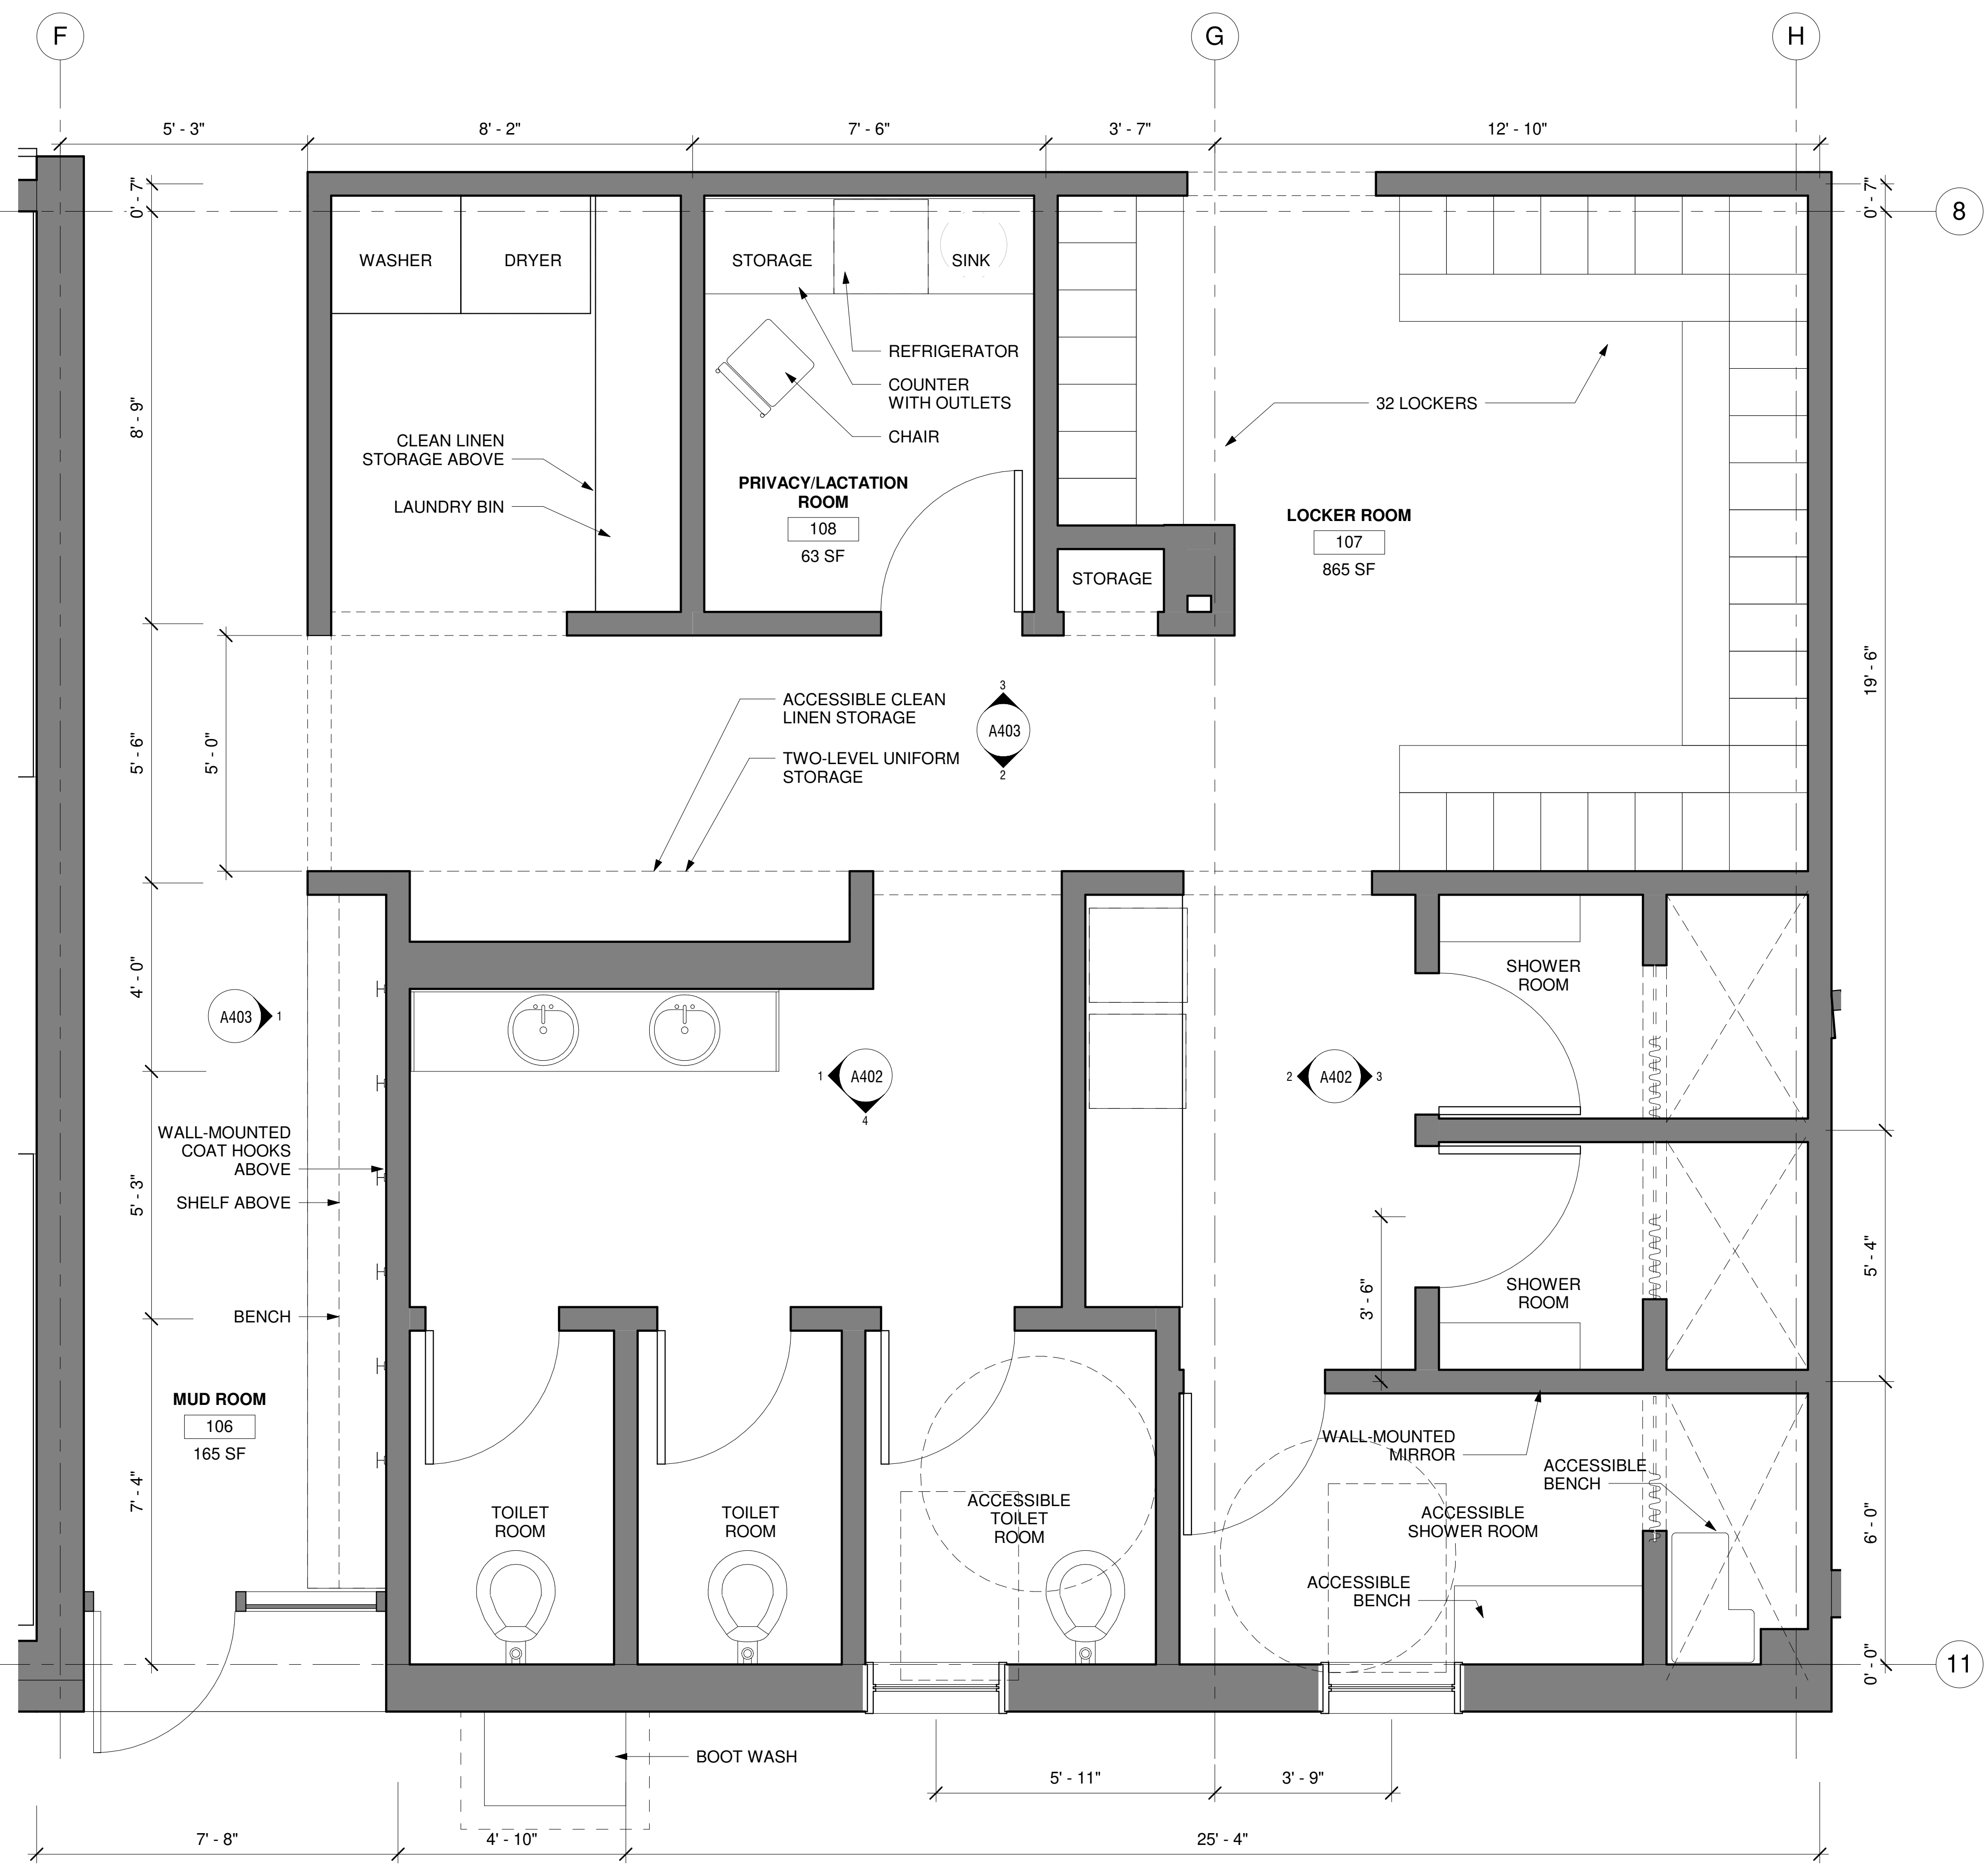 F
G
H
5' - 3"
8' - 2"
7' - 6"
3' - 7"
12' - 10"
0' - 7"
0' - 7"
8
WASHER
DRYER
STORAGE
SINK
REFRIGERATOR
COUNTER
WITH OUTLETS
CHAIR
32 LOCKERS
8' - 9"
CLEAN LINEN
STORAGE ABOVE
LAUNDRY BIN
PRIVACY/LACTATION
ROOM
108
63 SF
LOCKER ROOM
107
865 SF
STORAGE
19' - 6"
5' - 6"
5' - 0"
ACCESSIBLE CLEAN
LINEN STORAGE
TWO-LEVEL UNIFORM
STORAGE
3
A403
2
4' - 0"
A403
1
SHOWER
ROOM
1
A402
4
2
A402
3
WALL-MOUNTED
COAT HOOKS
ABOVE
SHELF ABOVE
5' - 3"
BENCH
5' - 4"
3' - 6"
SHOWER
ROOM
MUD ROOM
106
165 SF
7' - 4"
WALL-MOUNTED
MIRROR
ACCESSIBLE
BENCH
TOILET
ROOM
TOILET
ROOM
ACCESSIBLE
TOILET
ROOM
ACCESSIBLE
SHOWER ROOM
6' - 0"
ACCESSIBLE
BENCH
0' - 0"
11
BOOT WASH
5' - 11"
3' - 9"
7' - 8"
4' - 10"
25' - 4"